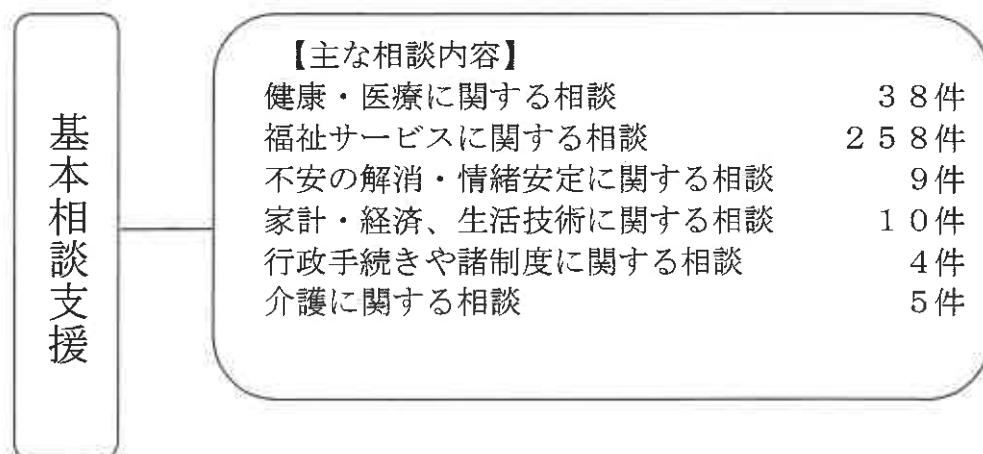 基本相談支援
【主な相談内容】
健康・医療に関する相談 ３８件
福祉サービスに関する相談 ２５８件
不安の解消・情緒安定に関する相談 ９件
家計・経済、生活技術に関する相談 １０件
行政手続きや諸制度に関する相談 ４件
介護に関する相談 ５件